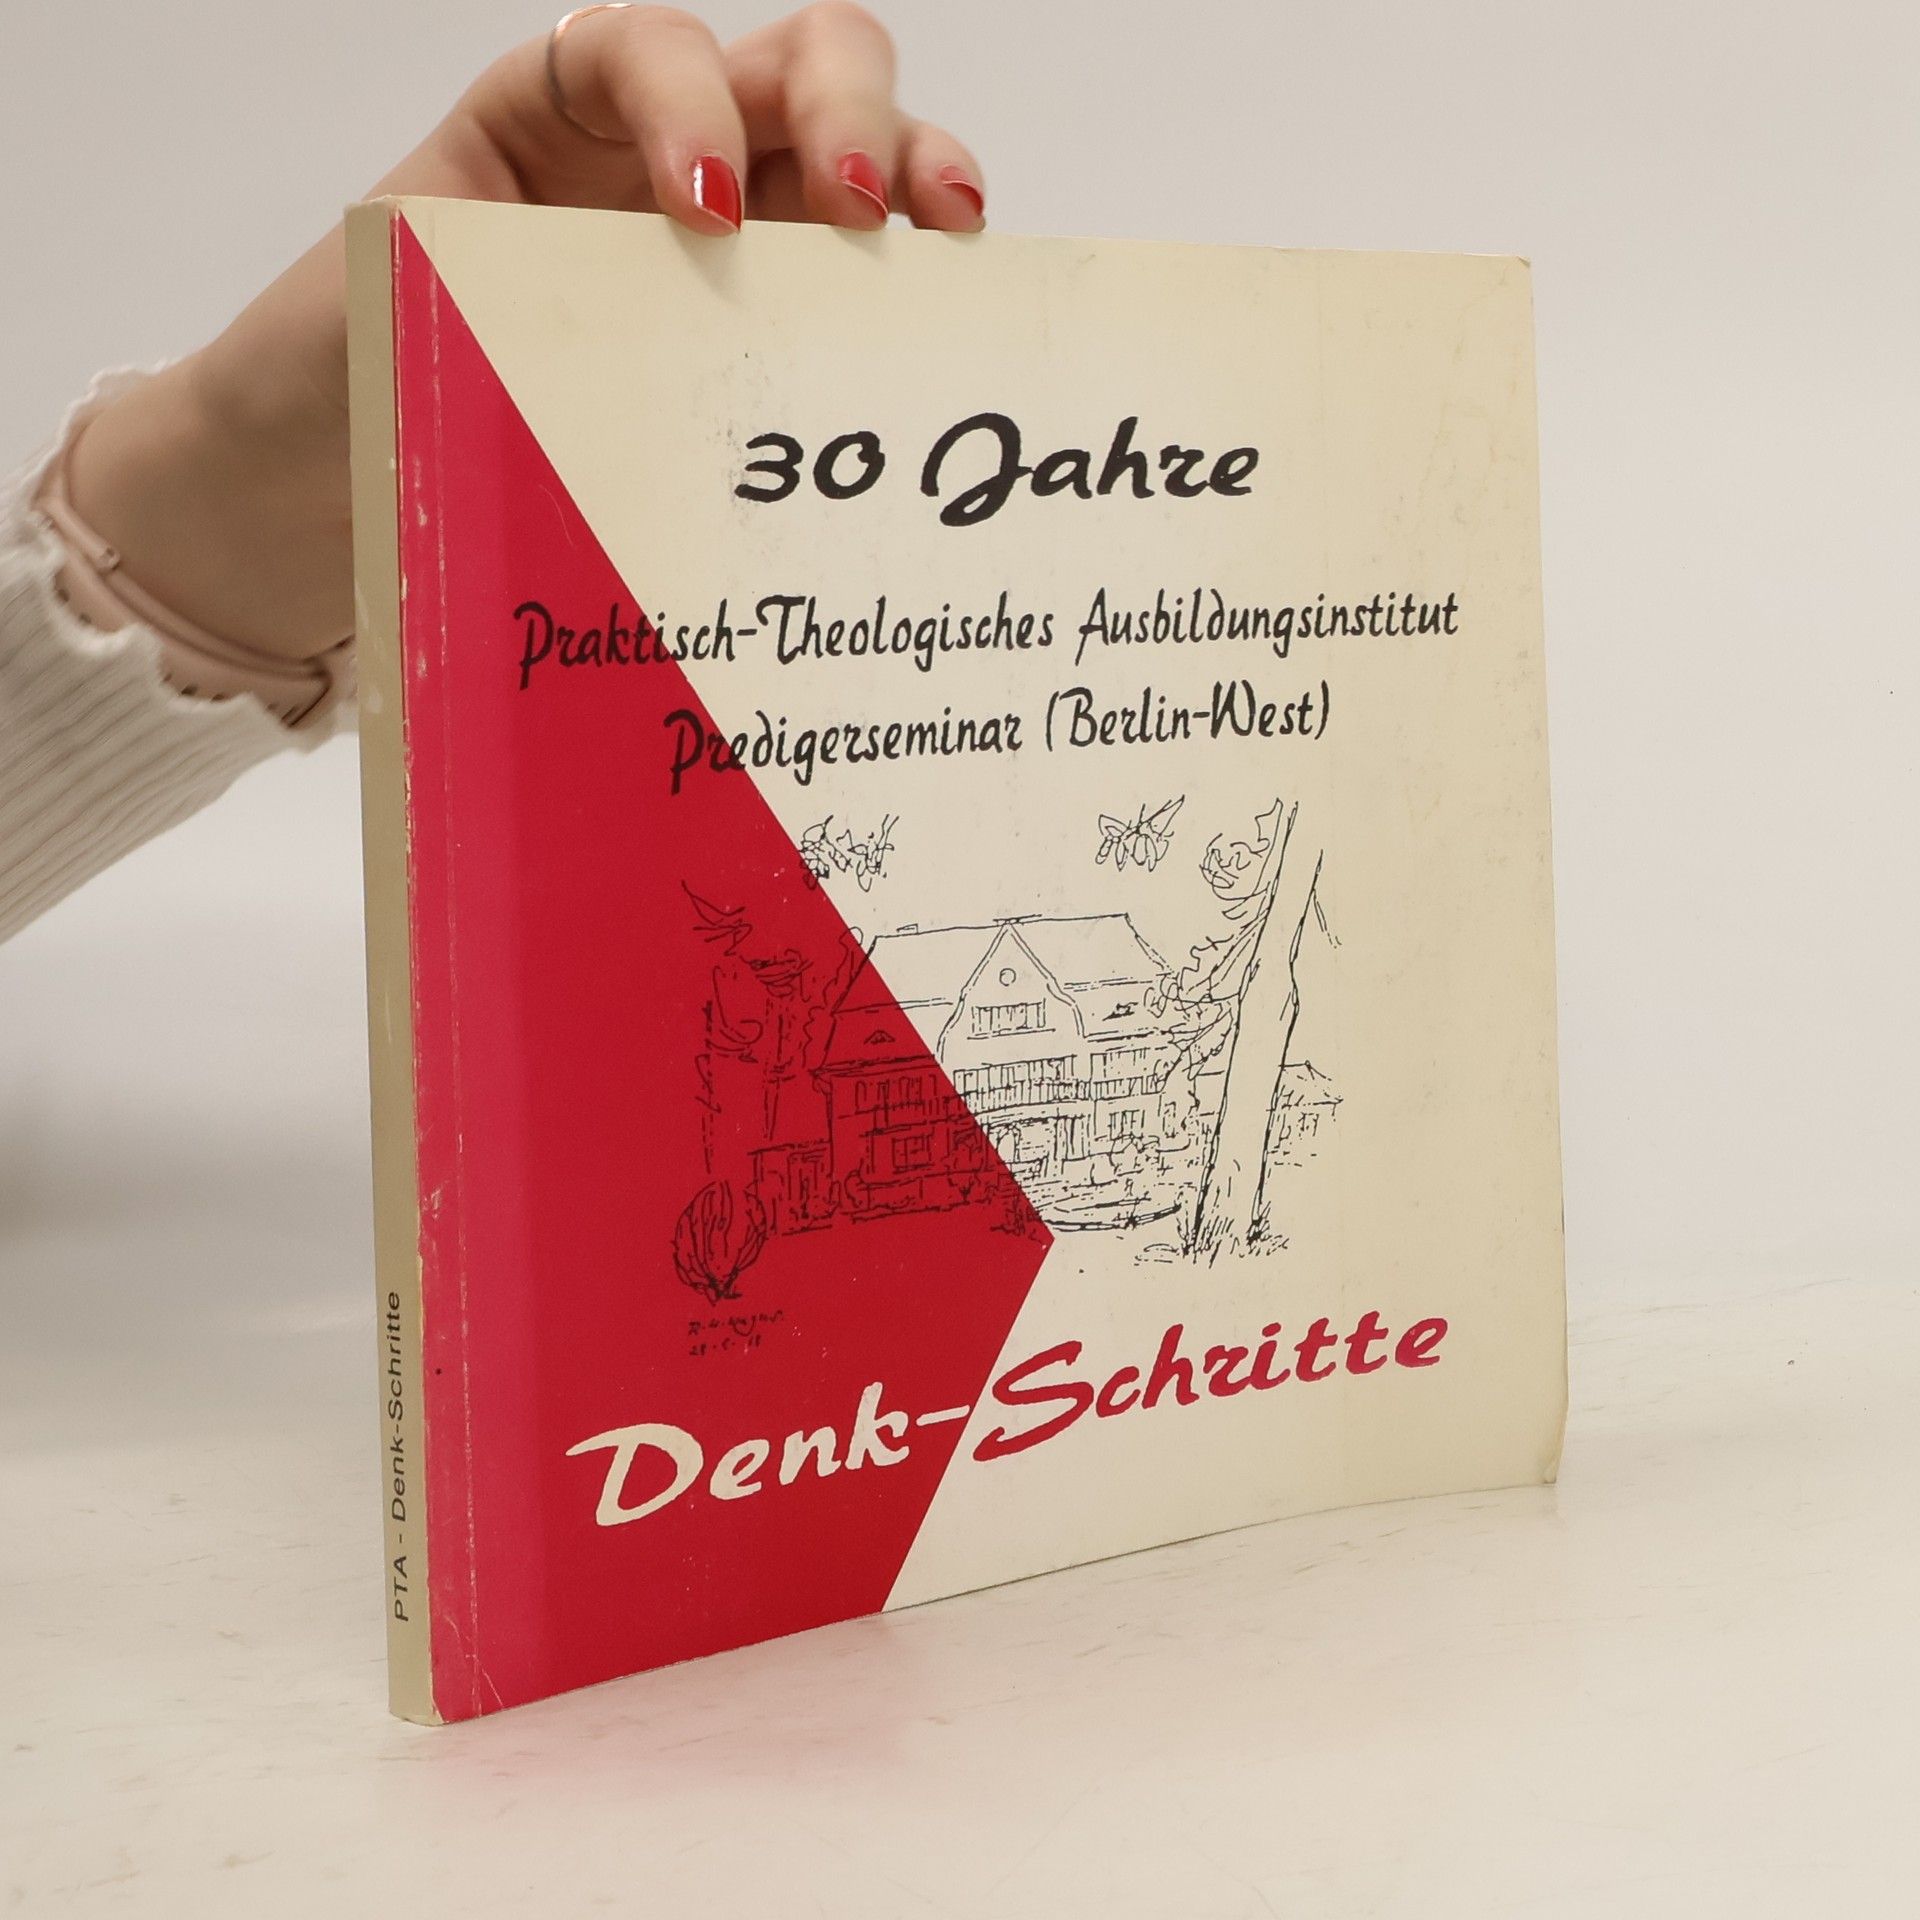 30 Jahre
Praktisch-Theologisches Ausbildungsinstitut
Predigerseminar (Berlin-West)
Denk-Schritte
PTA - Denk-Schritte